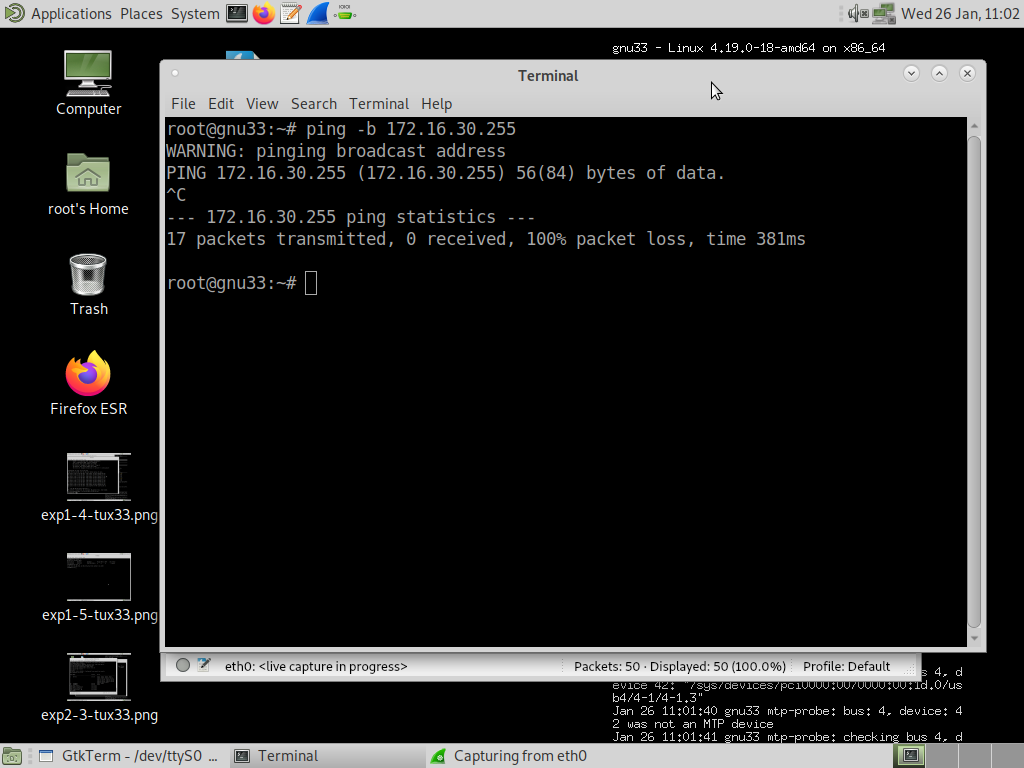 Applications Places System Wed 26 Jan, 11:02
gnu33 - Linux 4.19.0-18-amd64 on x86_64
Computer
root's Home
Trash
Firefox ESR
exp1-4-tux33.png
exp1-5-tux33.png
exp2-3-tux33.png
Terminal
File Edit View Search Terminal Help
root@gnu33:~# ping -b 172.16.30.255
WARNING: pinging broadcast address
PING 172.16.30.255 (172.16.30.255) 56(84) bytes of data.
^C
--- 172.16.30.255 ping statistics ---
17 packets transmitted, 0 received, 100% packet loss, time 381ms
root@gnu33:~#
eth0: <live capture in progress> Packets: 50 · Displayed: 50 (100.0%) Profile: Default
s 4, d
evice 42: "/sys/devices/pci0000:00/0000:00:1d.0/us
b4/4-1/4-1.3"
Jan 26 11:01:40 gnu33 mtp-probe: bus: 4, device: 4
2 was not an MTP device
Jan 26 11:01:41 gnu33 mtp-probe: checking bus 4, d
GtkTerm - /dev/ttyS0 ... Terminal Capturing from eth0